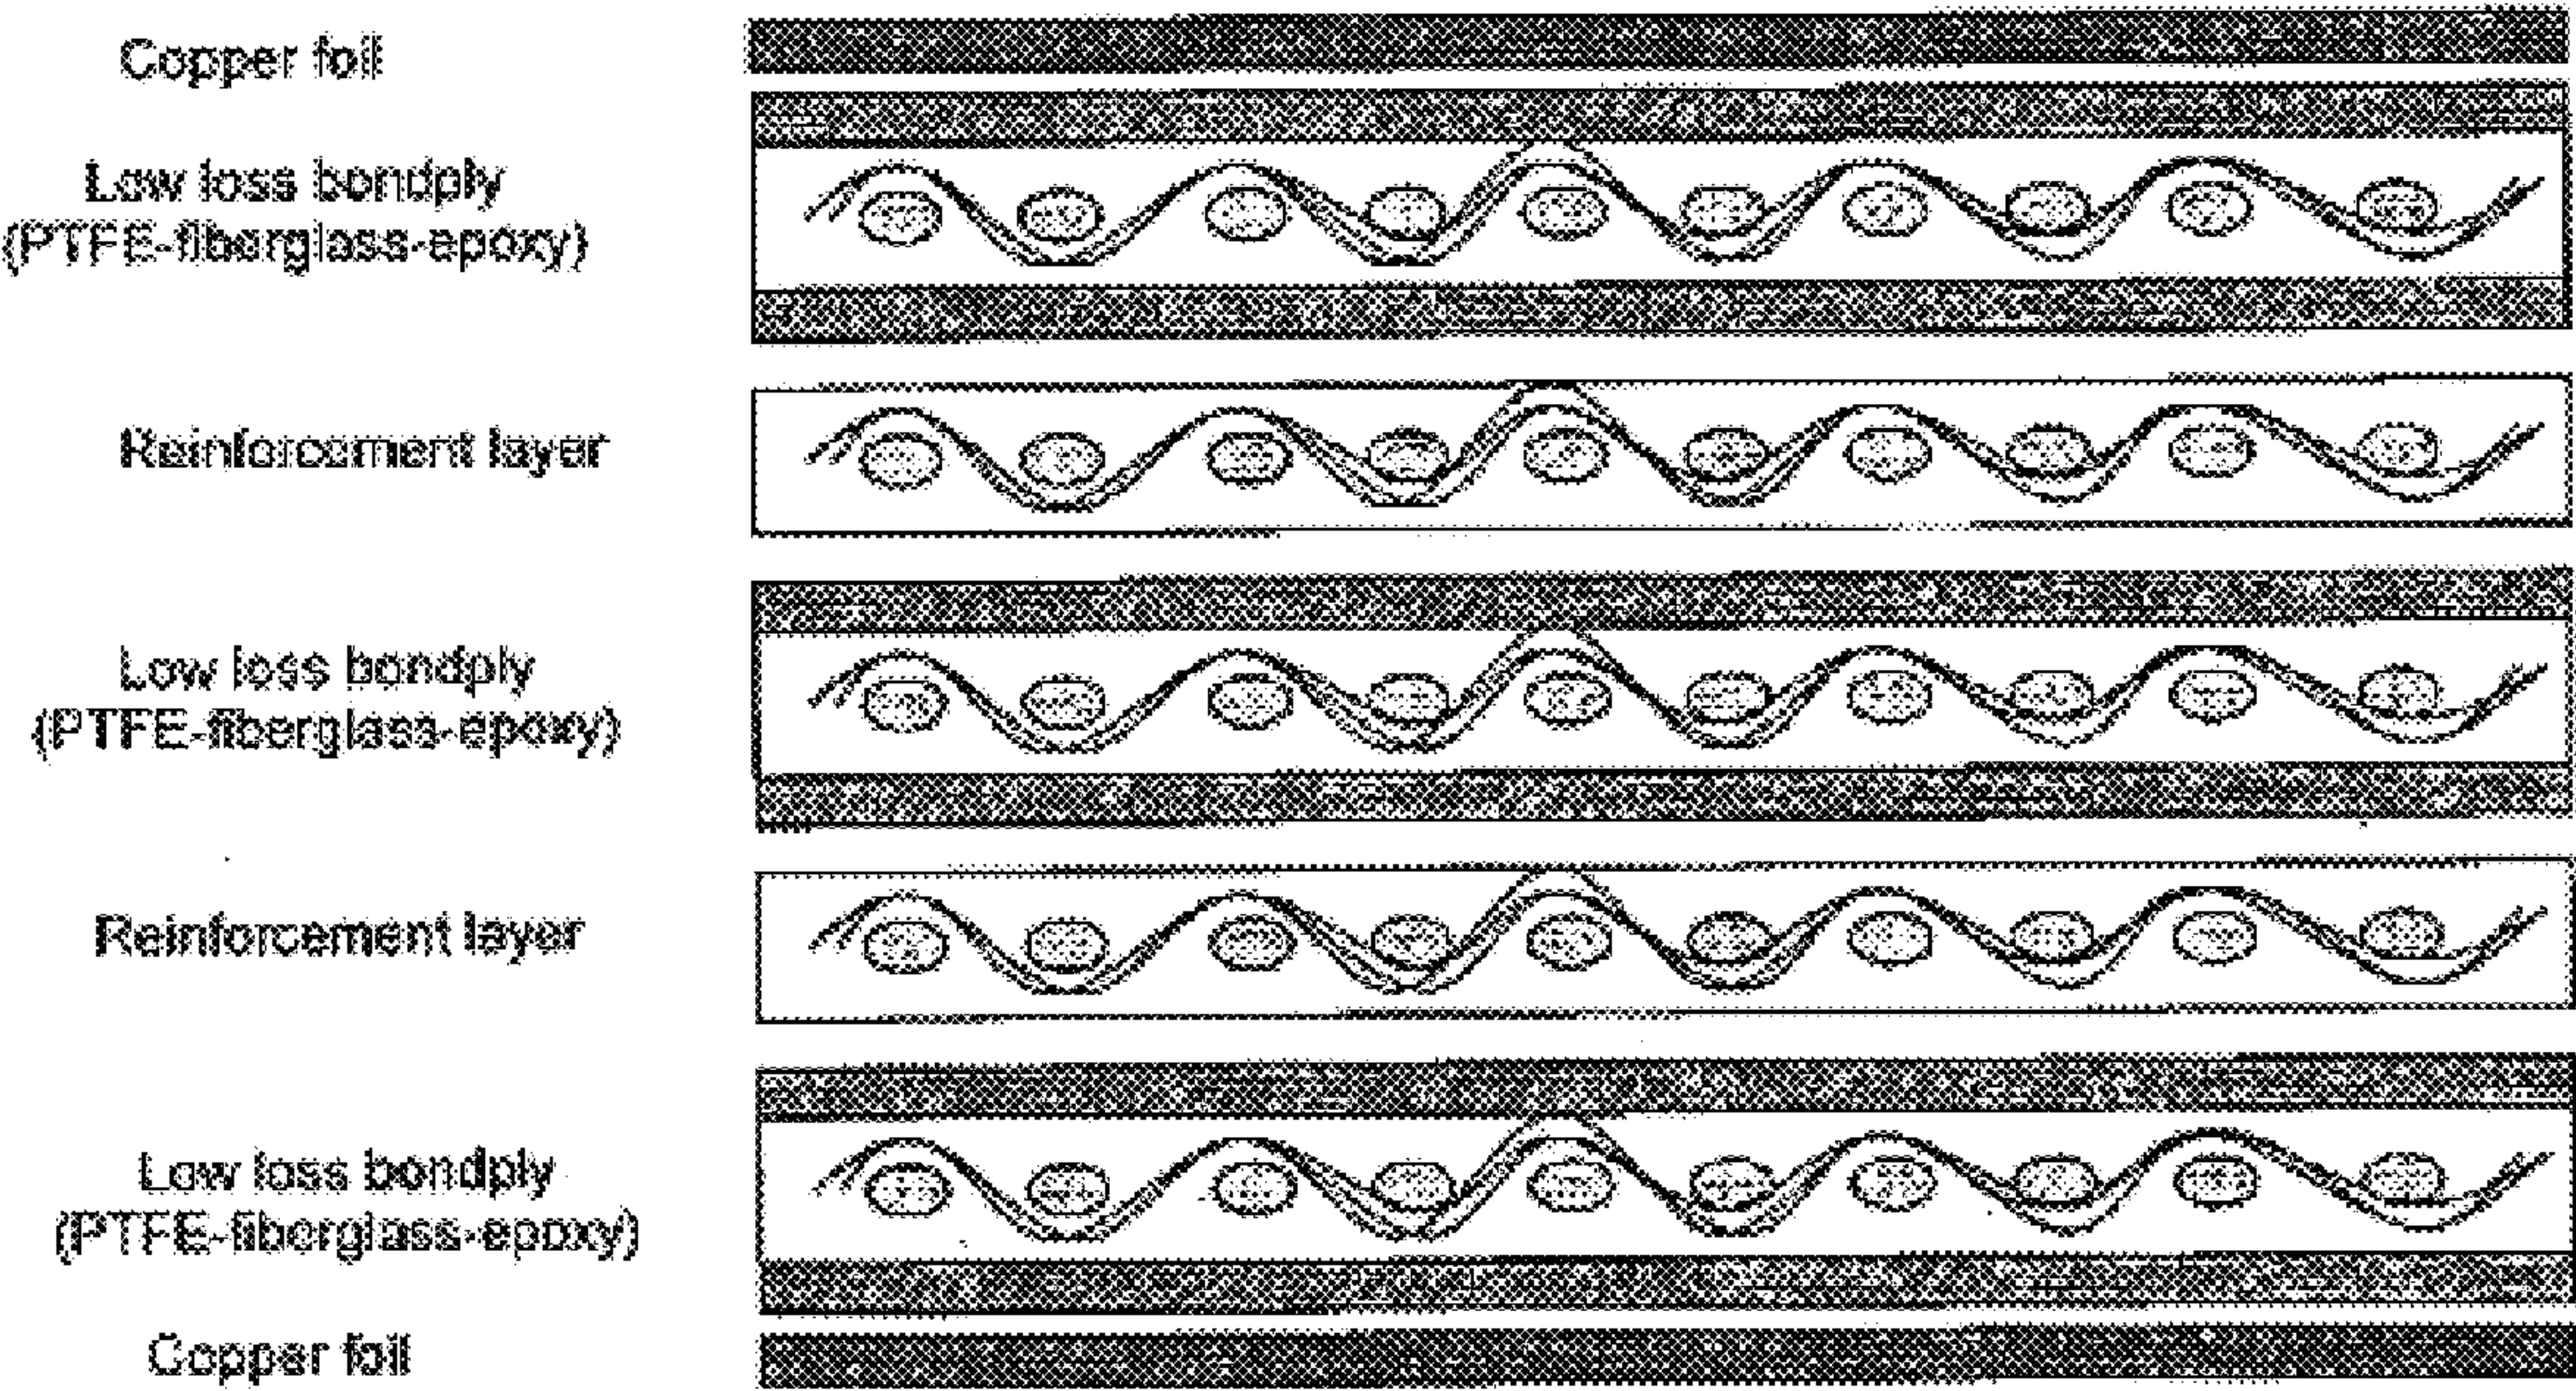 Copper foil
Low loss bondply
(PTFE-fiberglass-epoxy)
Reinforcement layer
Low loss bondply
(PTFE-fiberglass-epoxy)
Reinforcement layer
Low loss bondply
(PTFE-fiberglass-epoxy)
Copper foil